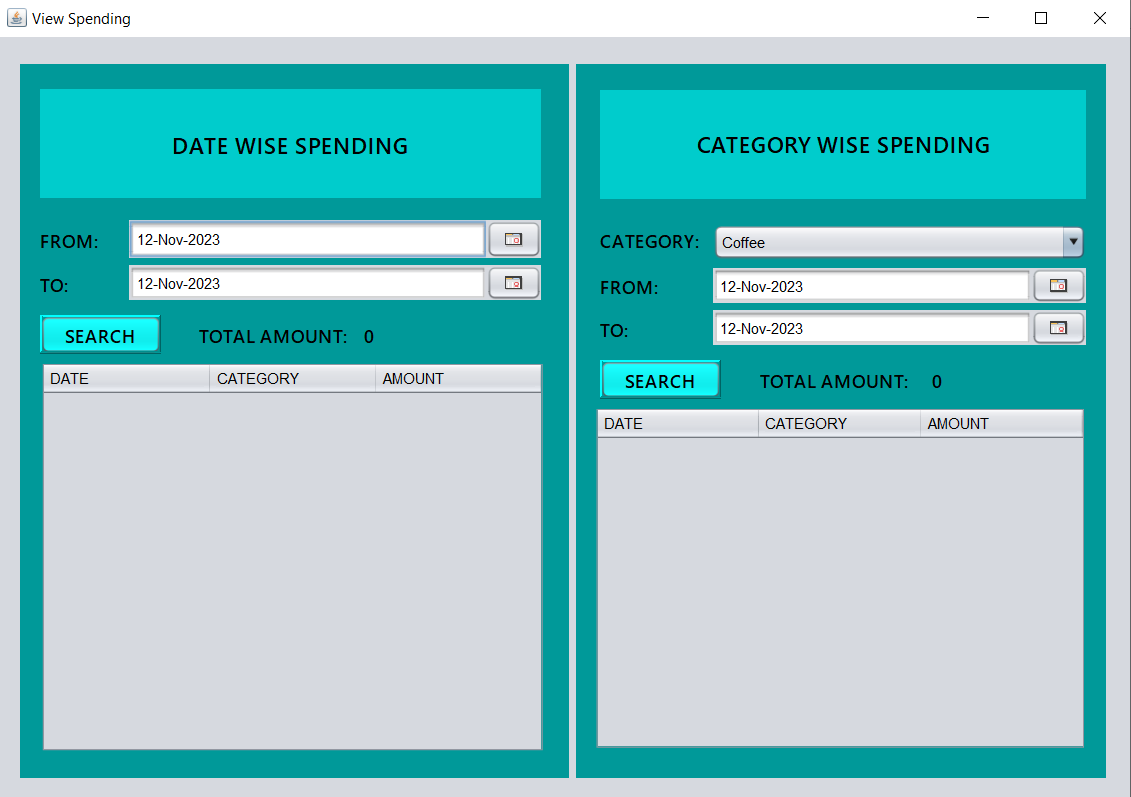 View Spending
DATE WISE SPENDING
FROM: 12-Nov-2023
TO: 12-Nov-2023
SEARCH TOTAL AMOUNT: 0
DATE CATEGORY AMOUNT
CATEGORY WISE SPENDING
CATEGORY: Coffee
FROM: 12-Nov-2023
TO: 12-Nov-2023
SEARCH TOTAL AMOUNT: 0
DATE CATEGORY AMOUNT